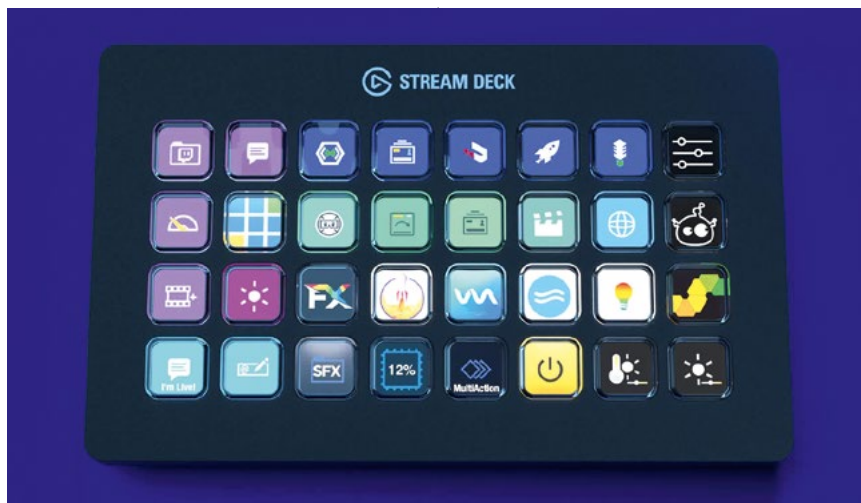 STREAM DECK
FX
I'm Live!
SFX
12%
MultiAction